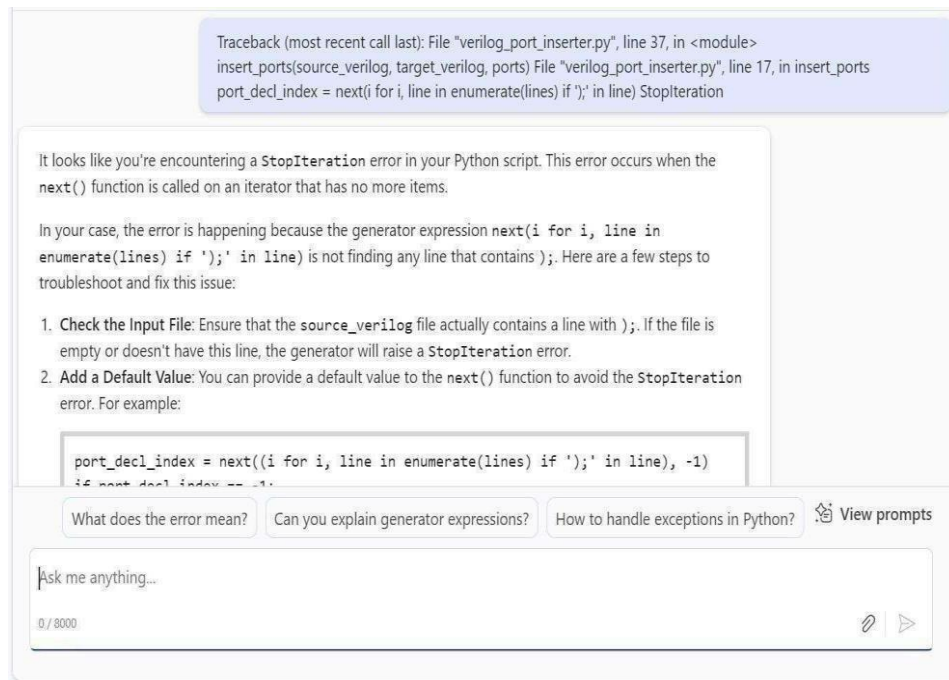 Traceback (most recent call last): File "verilog_port_inserter.py", line 37, in <module>
insert_ports(source_verilog, target_verilog, ports) File "verilog_port_inserter.py", line 17, in insert_ports
port_decl_index = next(i for i, line in enumerate(lines) if ');' in line) StopIteration
It looks like you're encountering a StopIteration error in your Python script. This error occurs when the
next() function is called on an iterator that has no more items.
In your case, the error is happening because the generator expression next(i for i, line in
enumerate(lines) if ');' in line) is not finding any line that contains );. Here are a few steps to
troubleshoot and fix this issue:
1. Check the Input File: Ensure that the source_verilog file actually contains a line with );. If the file is
empty or doesn't have this line, the generator will raise a StopIteration error.
2. Add a Default Value: You can provide a default value to the next() function to avoid the StopIteration
error. For example:
port_decl_index = next((i for i, line in enumerate(lines) if ');' in line), -1)
if port_decl_index == -1:
What does the error mean? Can you explain generator expressions? How to handle exceptions in Python? View prompts
Ask me anything...
0 / 8000